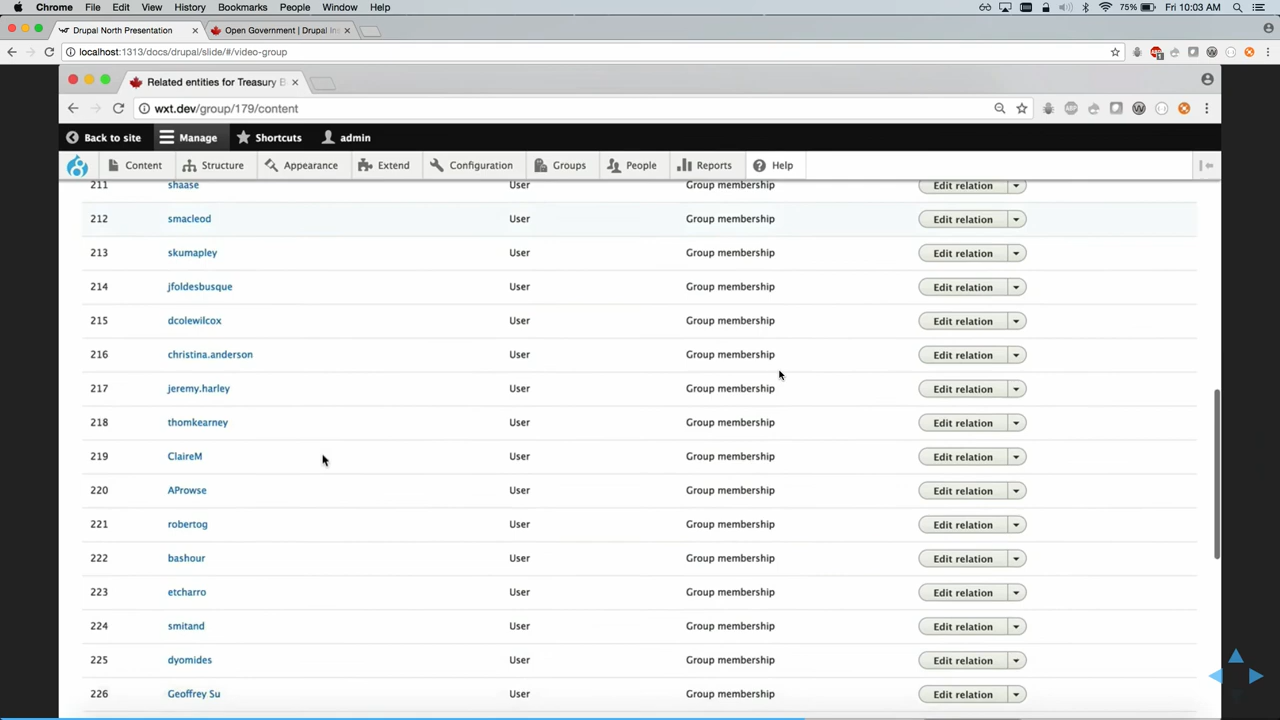 Chrome File Edit View History Bookmarks People Window Help 75% Fri 10:03 AM
Drupal North Presentation × Open Government | Drupal In ×
localhost:1313/docs/drupal/slide/#/video-group
Related entities for Treasury B ×
wxt.dev/group/179/content
Back to site Manage Shortcuts admin
Content Structure Appearance Extend Configuration Groups People Reports Help
211 shaase User Group membership Edit relation
212 smacleod User Group membership Edit relation
213 skumapley User Group membership Edit relation
214 jfoldesbusque User Group membership Edit relation
215 dcolewilcox User Group membership Edit relation
216 christina.anderson User Group membership Edit relation
217 jeremy.harley User Group membership Edit relation
218 thomkearney User Group membership Edit relation
219 ClaireM User Group membership Edit relation
220 AProwse User Group membership Edit relation
221 robertog User Group membership Edit relation
222 bashour User Group membership Edit relation
223 etcharro User Group membership Edit relation
224 smitand User Group membership Edit relation
225 dyomides User Group membership Edit relation
226 Geoffrey Su User Group membership Edit relation